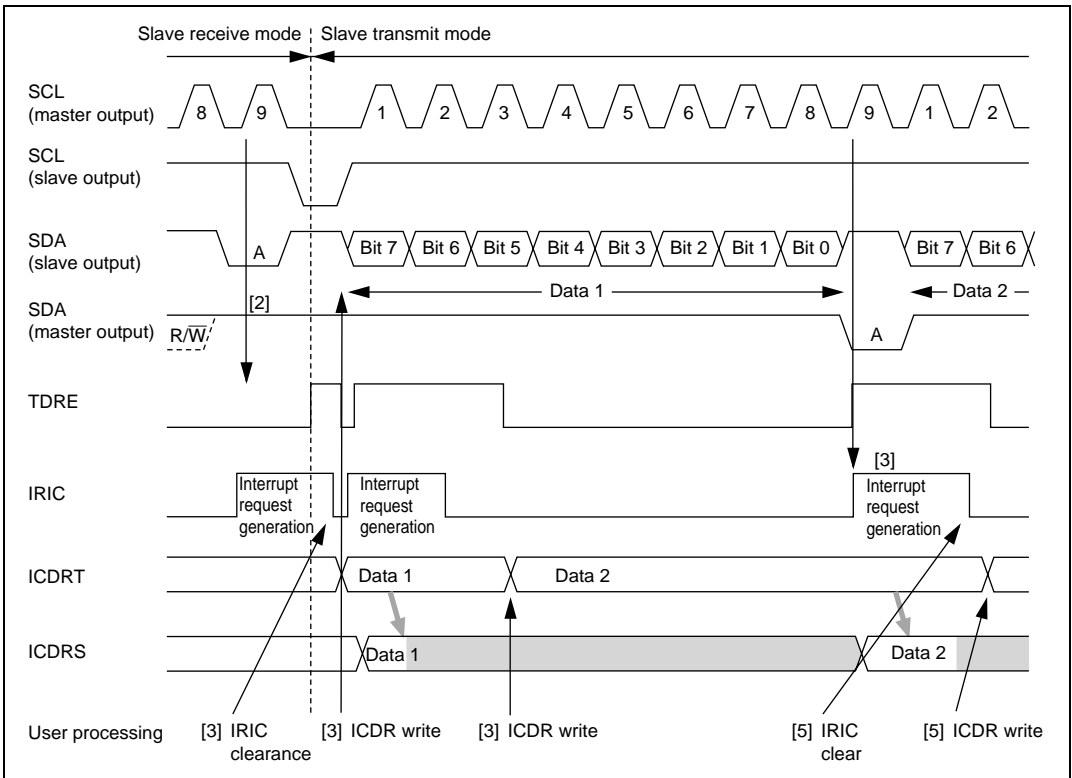 Slave receive mode Slave transmit mode
SCL
(master output)
8 9 1 2 3 4 5 6 7 8 9 1 2
SCL
(slave output)
SDA
(slave output)
A Bit 7 Bit 6 Bit 5 Bit 4 Bit 3 Bit 2 Bit 1 Bit 0 Bit 7 Bit 6
[2] Data 1 Data 2
SDA
(master output)
R/W̅ A
TDRE
[3]
IRIC
Interrupt
request
generation
Interrupt
request
generation
Interrupt
request
generation
ICDRT
Data 1 Data 2
ICDRS
Data 1 Data 2
User processing
[3] IRIC
clearance
[3] ICDR write
[3] ICDR write
[5] IRIC
clear
[5] ICDR write